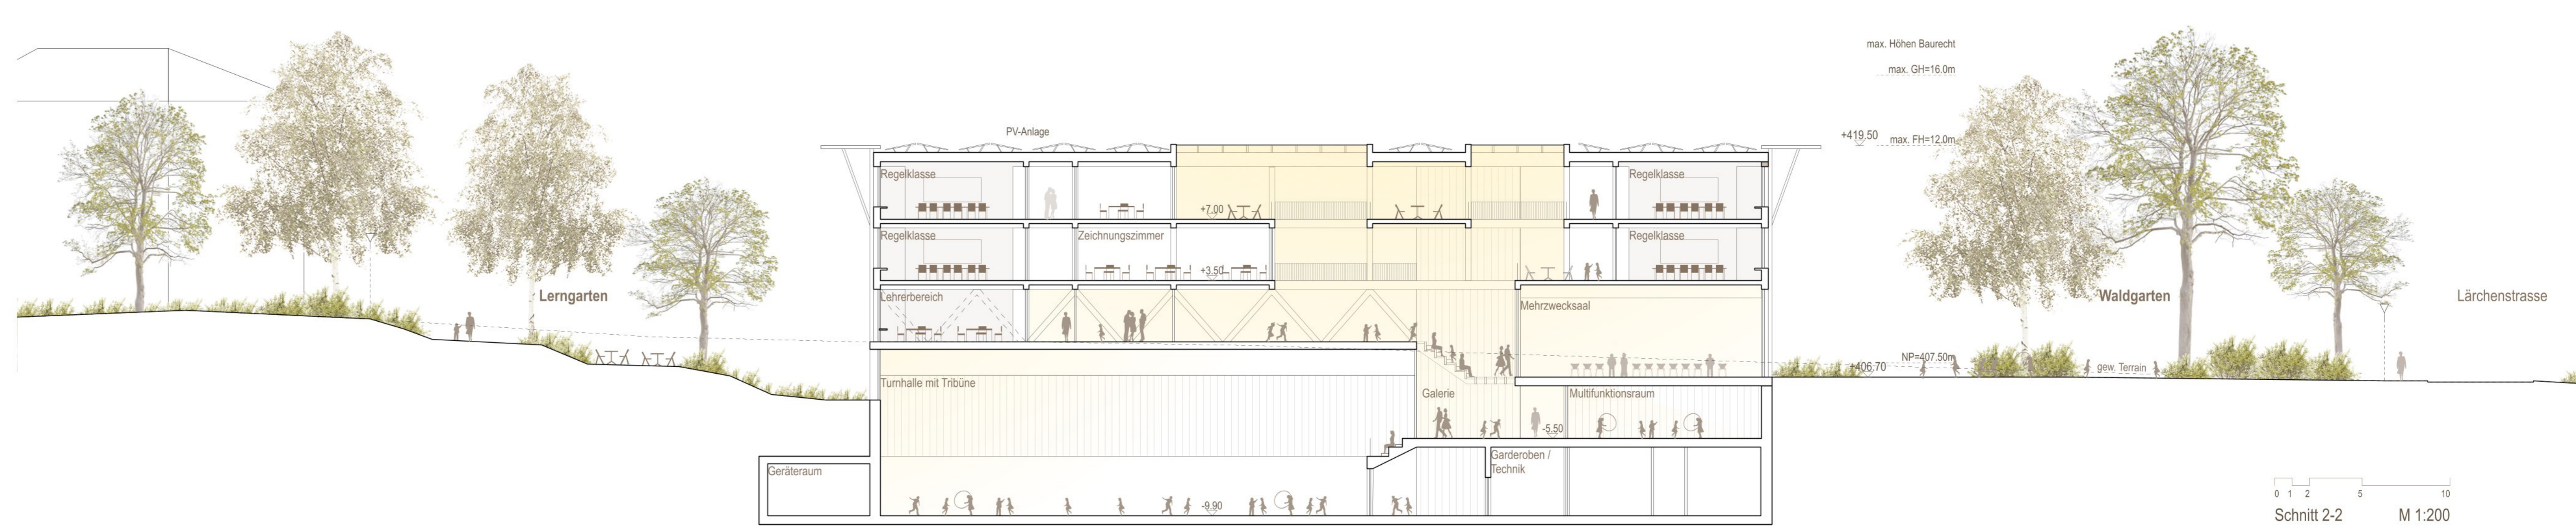 max. Höhen Baurecht
max. GH=16.0m
PV-Anlage
+419.50 max. FH=12.0m
Regelklasse
Regelklasse
+7.00
Regelklasse
Zeichnungszimmer
Regelklasse
+3.50
Lerngarten
Lehrerbereich
Mehrzwecksaal
Waldgarten
Lärchenstrasse
NP=407.50m
+406.70
gew. Terrain
Turnhalle mit Tribüne
Galerie
Multifunktionsraum
-5.50
Geräteraum
Garderoben /
Technik
-9.90
0 1 2 5 10
Schnitt 2-2 M 1:200